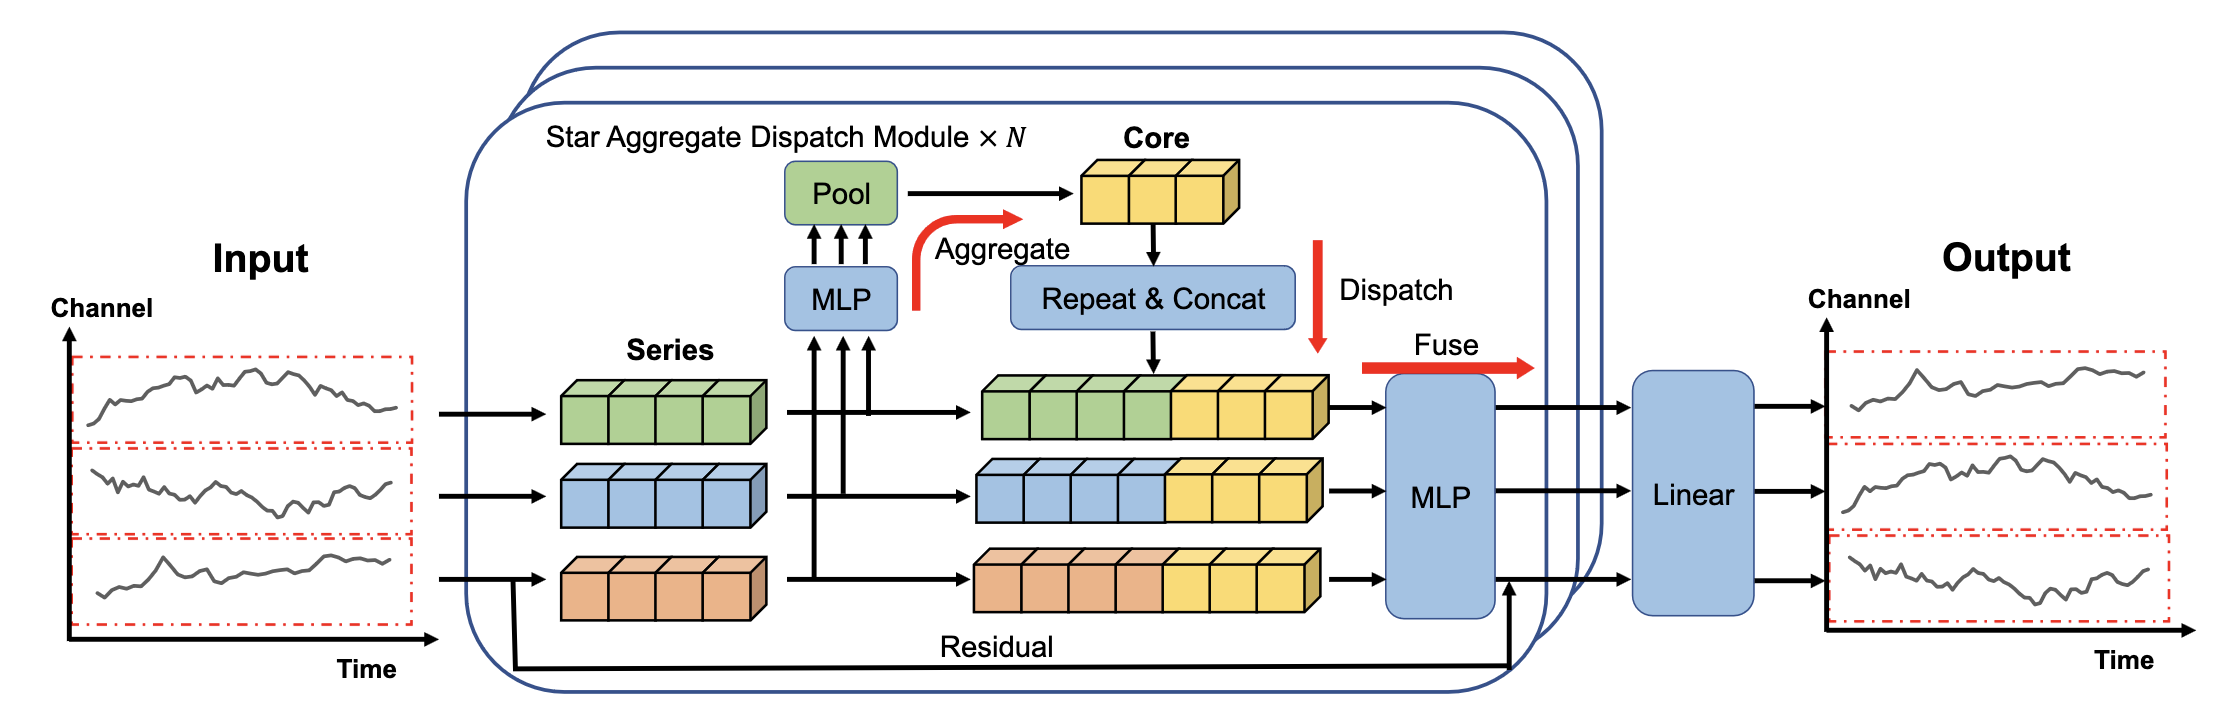 Input
Channel
Time
Star Aggregate Dispatch Module × N
Pool
MLP
Aggregate
Core
Repeat & Concat
Dispatch
Series
Fuse
MLP
Residual
Linear
Output
Channel
Time